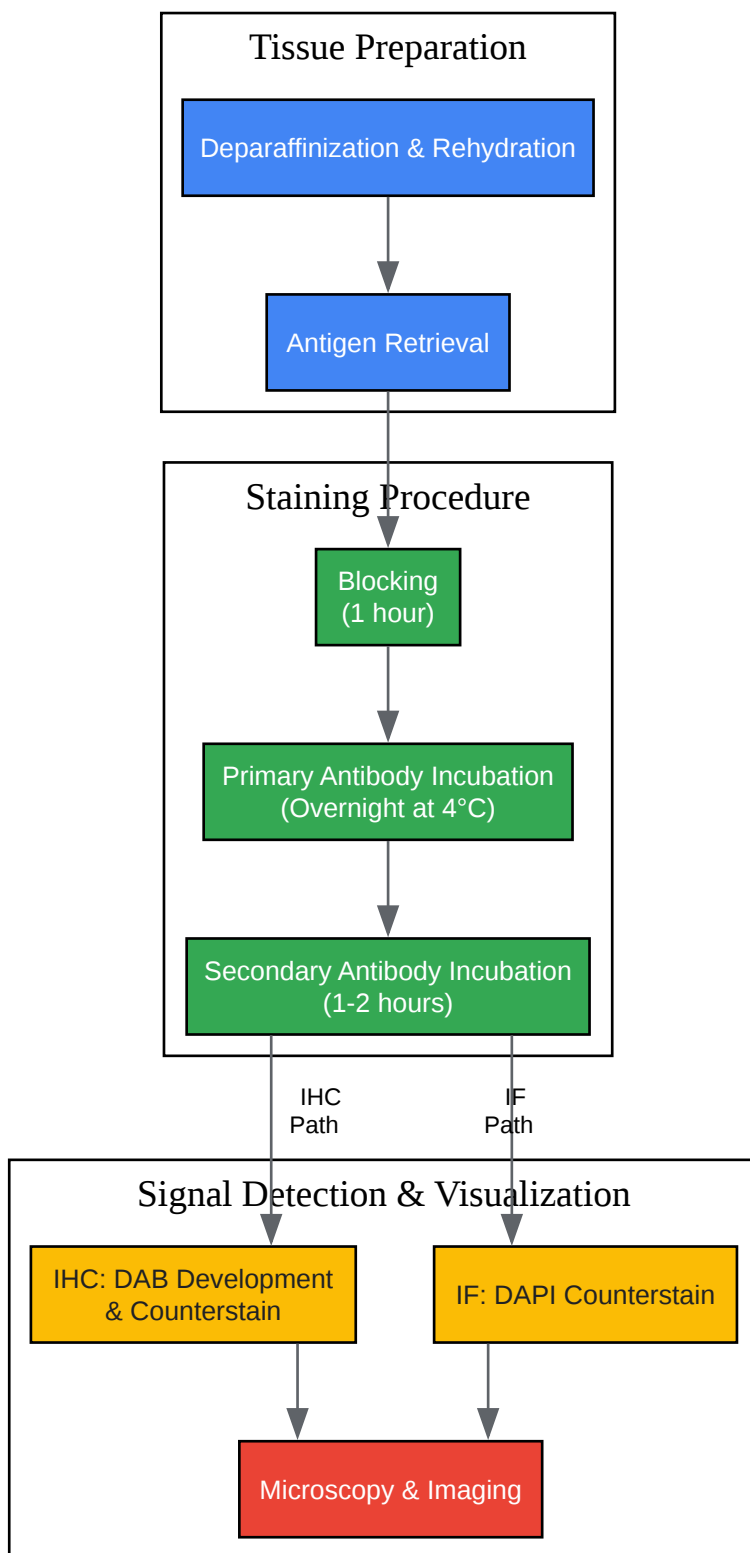 Tissue Preparation
Deparaffinization & Rehydration
Antigen Retrieval
Staining Procedure
Blocking
(1 hour)
Primary Antibody Incubation
(Overnight at 4°C)
Secondary Antibody Incubation
(1-2 hours)
IHC
Path
IF
Path
Signal Detection & Visualization
IHC: DAB Development
& Counterstain
IF: DAPI Counterstain
Microscopy & Imaging